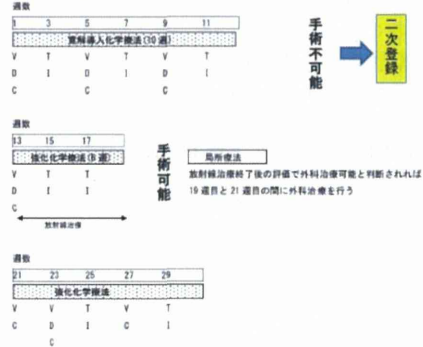 週数
1 3 5 7 9 11
寛解導入化学療法(10週)
V T V T V T
D I D I D I
C C C
手術不可能
二次登録
週数
13 15 17
強化化学療法(8週)
V T T
D I I
C
放射線治療
手術可能
局所療法
放射線治療終了後の評価で外科治療可能と判断されれば
19週目と21週目の間に外科治療を行う
週数
21 23 25 27 29
強化化学療法
V V T V T
C D I C I
C